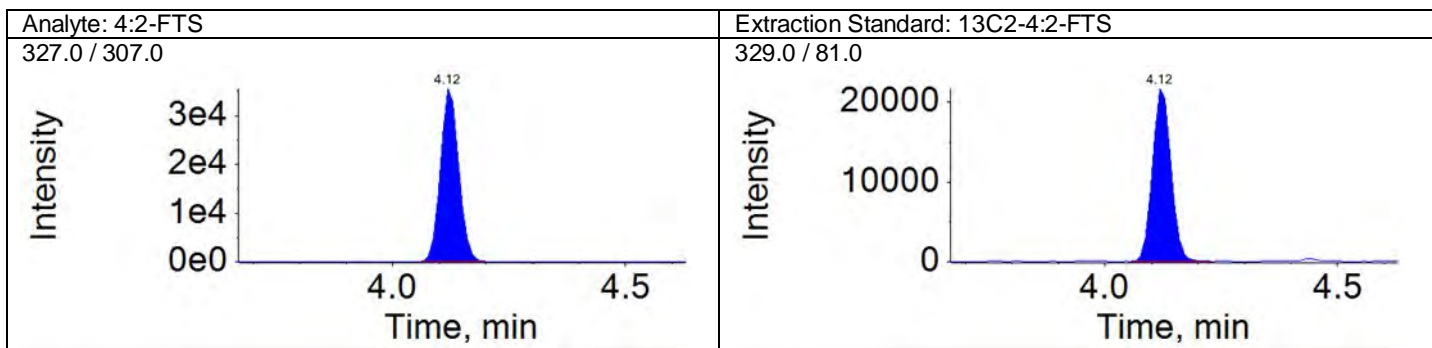 Analyte: 4:2-FTS
327.0 / 307.0
4.12
Intensity
3e4
2e4
1e4
0e0
4.0
4.5
Time, min
Extraction Standard: 13C2-4:2-FTS
329.0 / 81.0
4.12
Intensity
20000
10000
0
4.0
4.5
Time, min